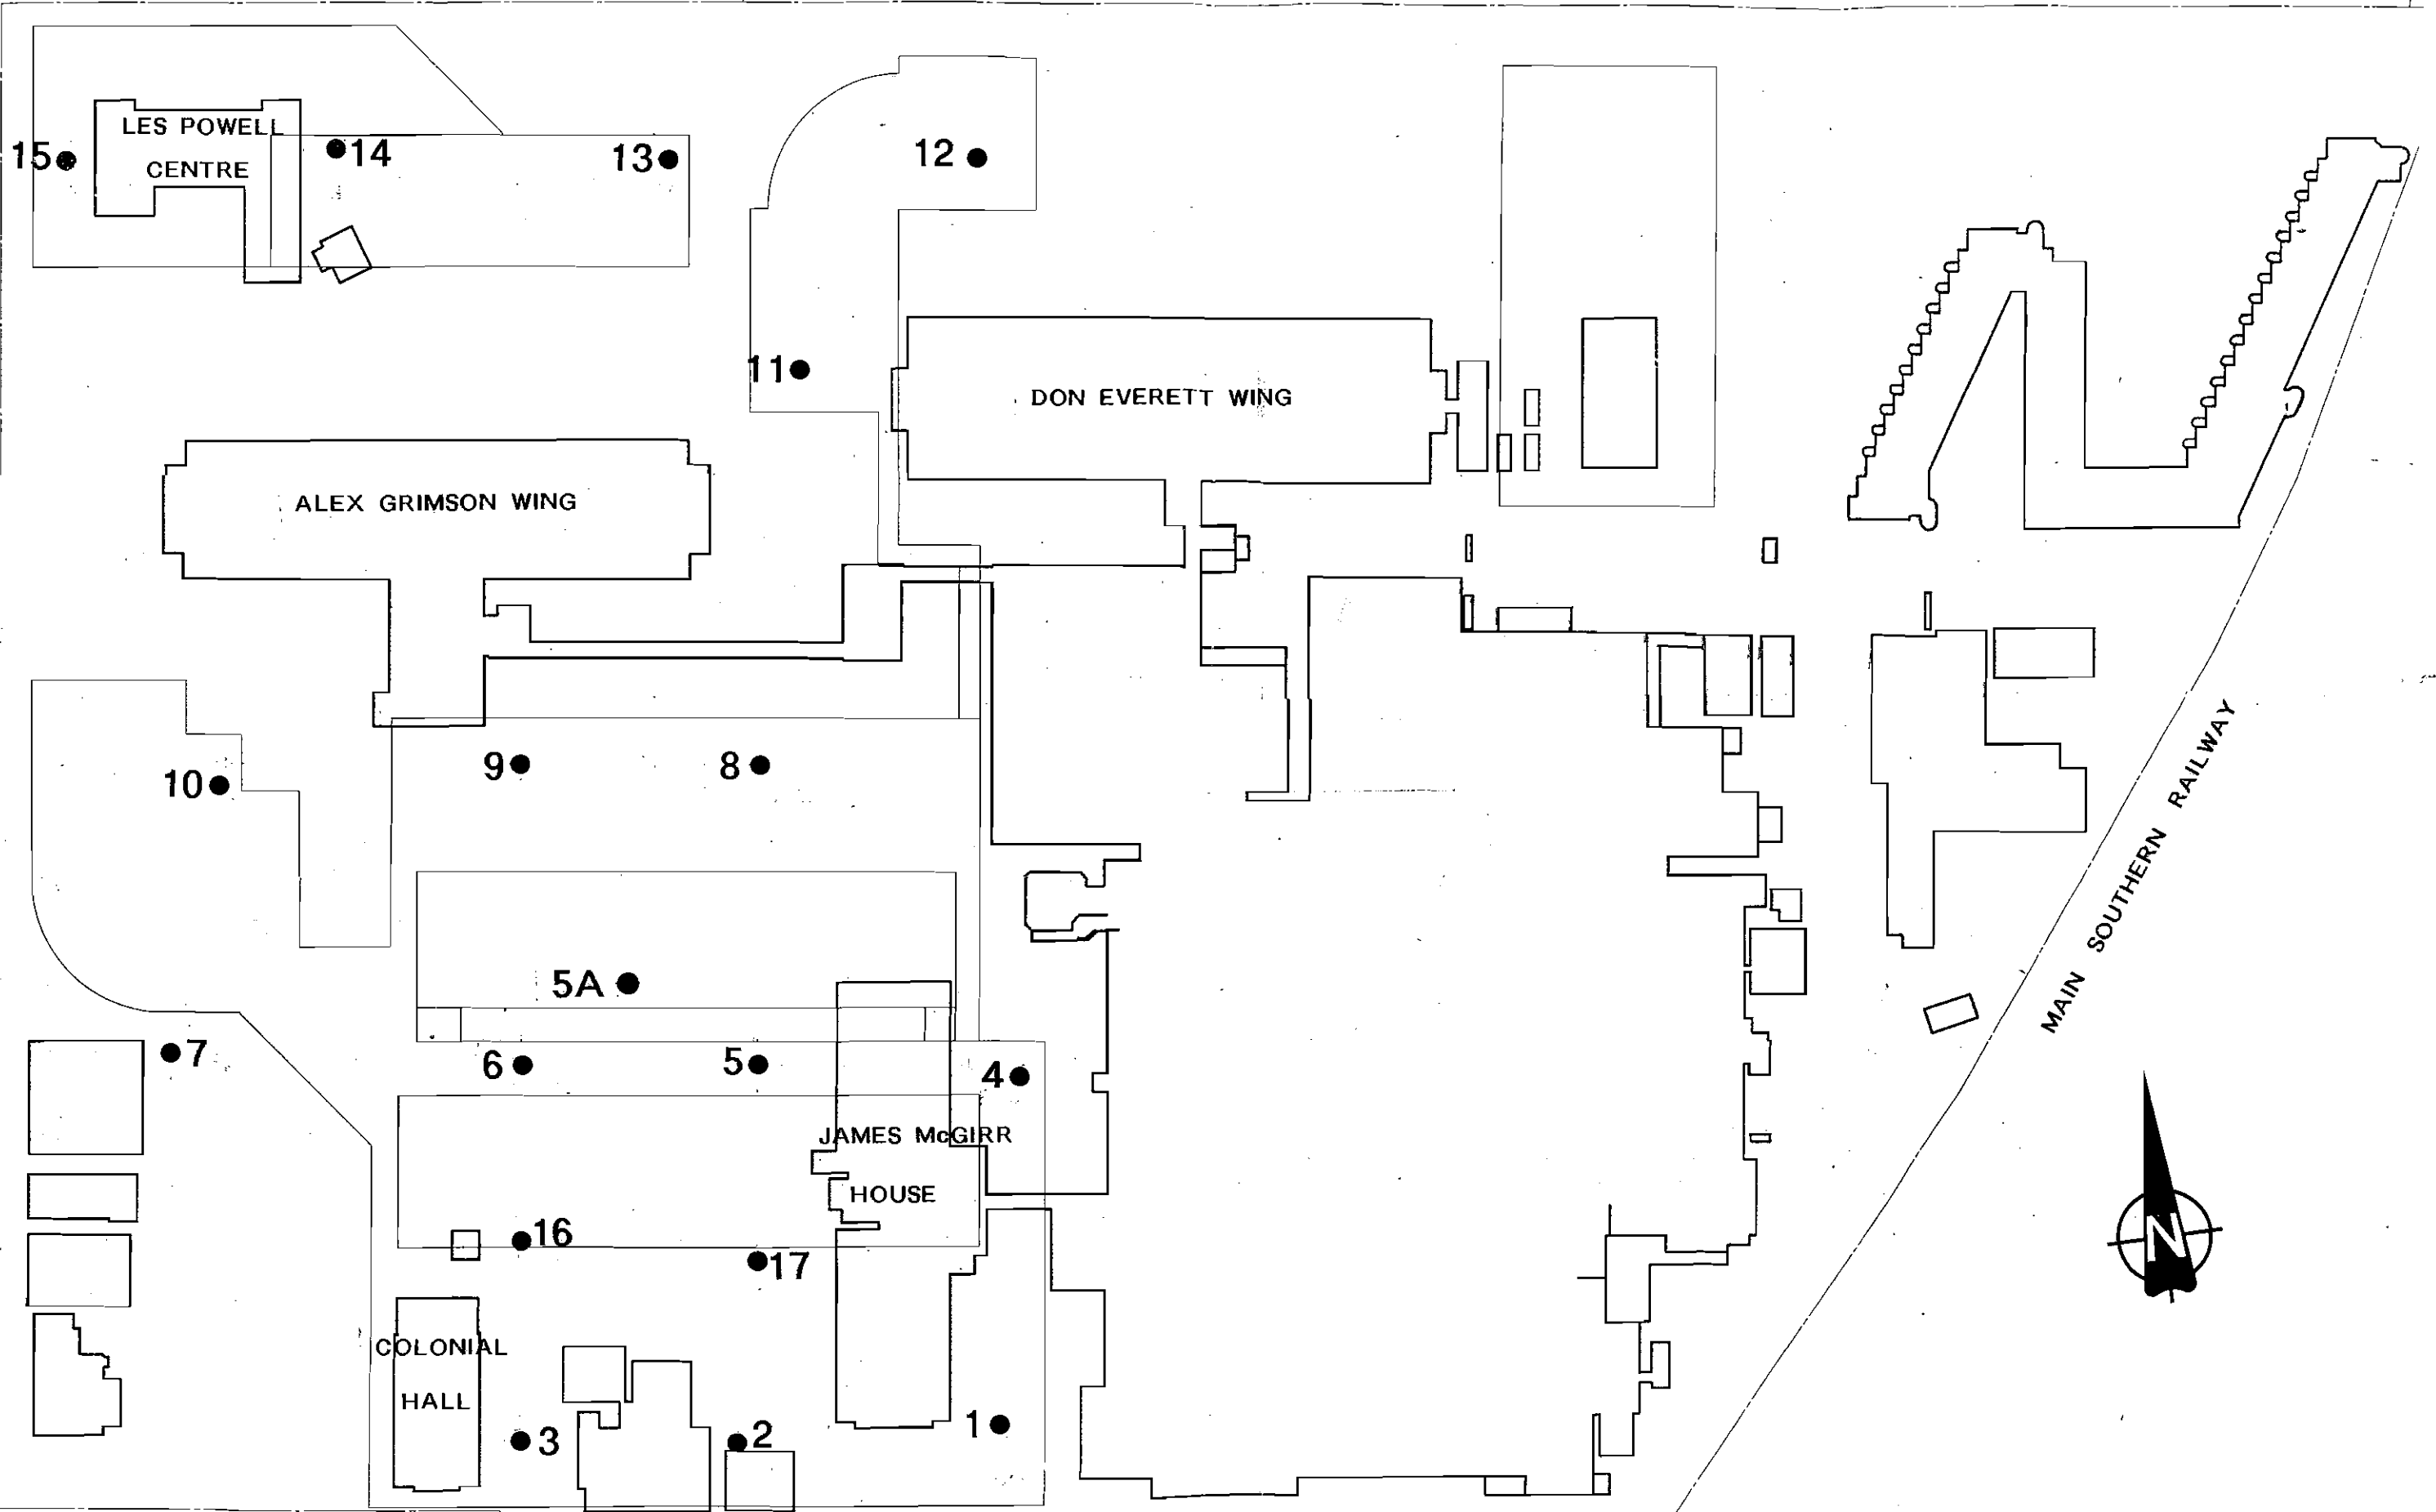 LES POWELL
CENTRE
15
14
13
12
11
DON EVERETT WING
ALEX GRIMSON WING
10
9
8
MAIN SOUTHERN RAILWAY
5A
7
6
5
4
JAMES McGIRR
HOUSE
16
17
N
COLONIAL
HALL
3
2
1